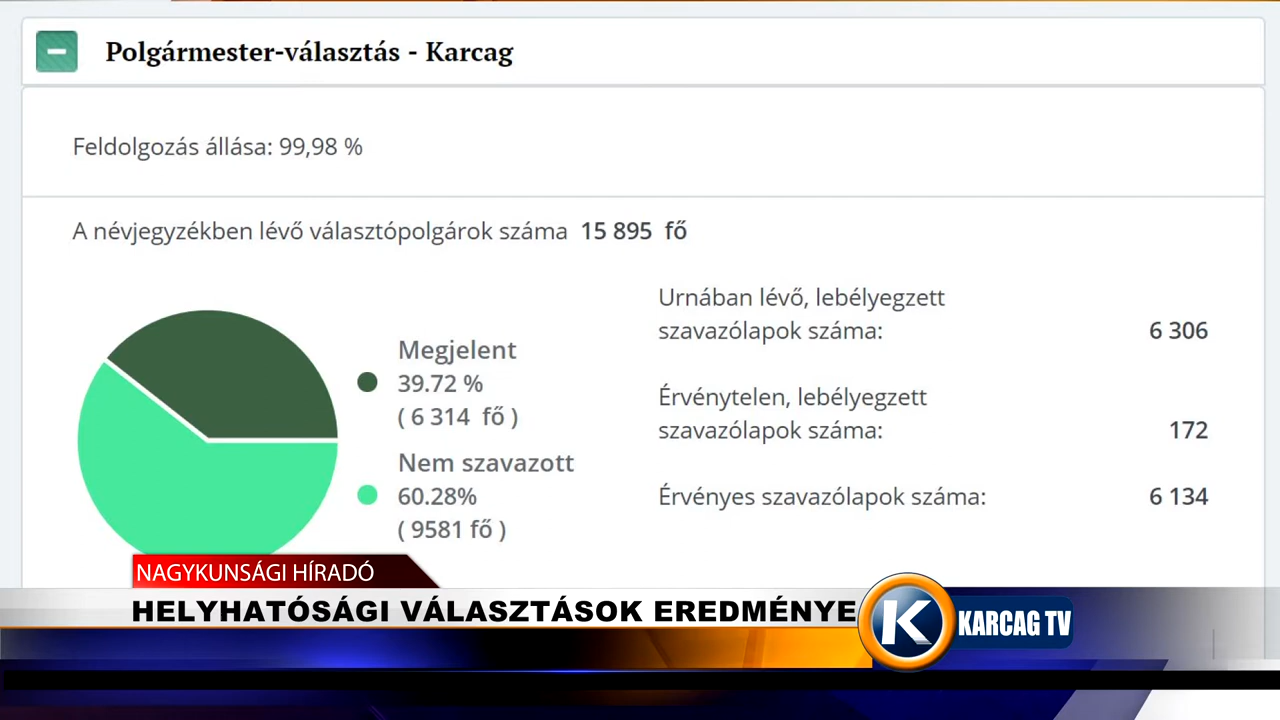 Polgármester-választás - Karcag
Feldolgozás állása: 99,98 %
A névjegyzékben lévő választópolgárok száma 15 895 fő
Megjelent
39.72 %
( 6 314 fő )
Nem szavazott
60.28%
( 9581 fő )
Urnában lévő, lebélyegzett
szavazólapok száma: 6 306
Érvénytelen, lebélyegzett
szavazólapok száma: 172
Érvényes szavazólapok száma: 6 134
NAGYKUNSÁGI HÍRADÓ
HELYHATÓSÁGI VÁLASZTÁSOK EREDMÉNYE
K KARCAG TV